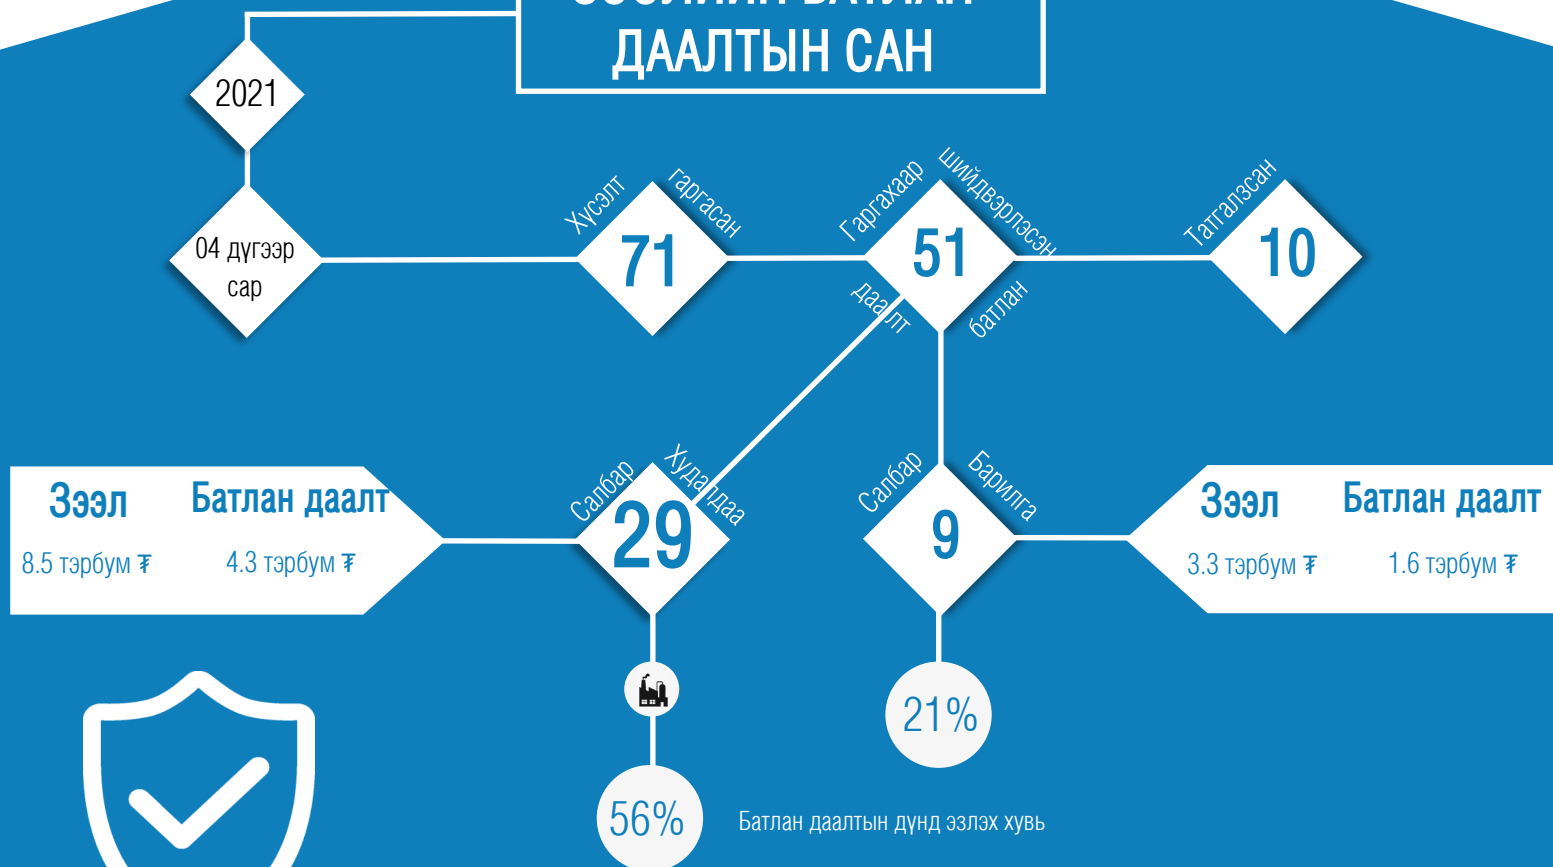 ДААЛТЫН САН
2021
04 дүгээр
сар
Хүсэлт гаргасан
71
Гаргахаар шийдвэрлэсэн
51
даалт батлан
Татгалзсан
10
Зээл Батлан даалт
8.5 тэрбум ₮ 4.3 тэрбум ₮
Салбар Худалдаа
29
Салбар Барилга
9
Зээл Батлан даалт
3.3 тэрбум ₮ 1.6 тэрбум ₮
21%
56%
Батлан даалтын дүнд эзлэх хувь